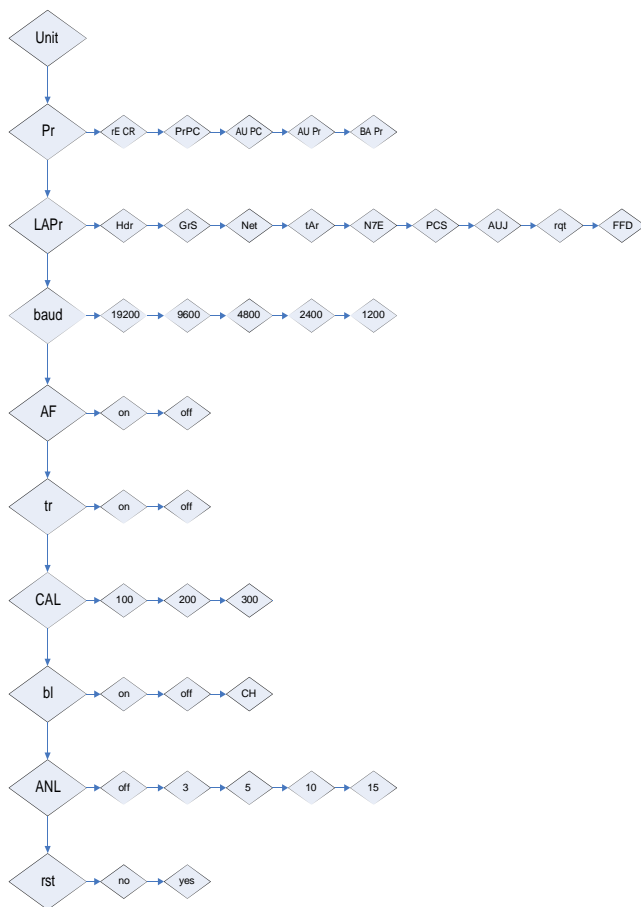 Unit
Pr rE CR PrPC AU PC AU Pr BA Pr
LAPr Hdr GrS Net tAr N7E PCS AUJ rqt FFD
baud 19200 9600 4800 2400 1200
AF on off
tr on off
CAL 100 200 300
bl on off CH
ANL off 3 5 10 15
rst no yes